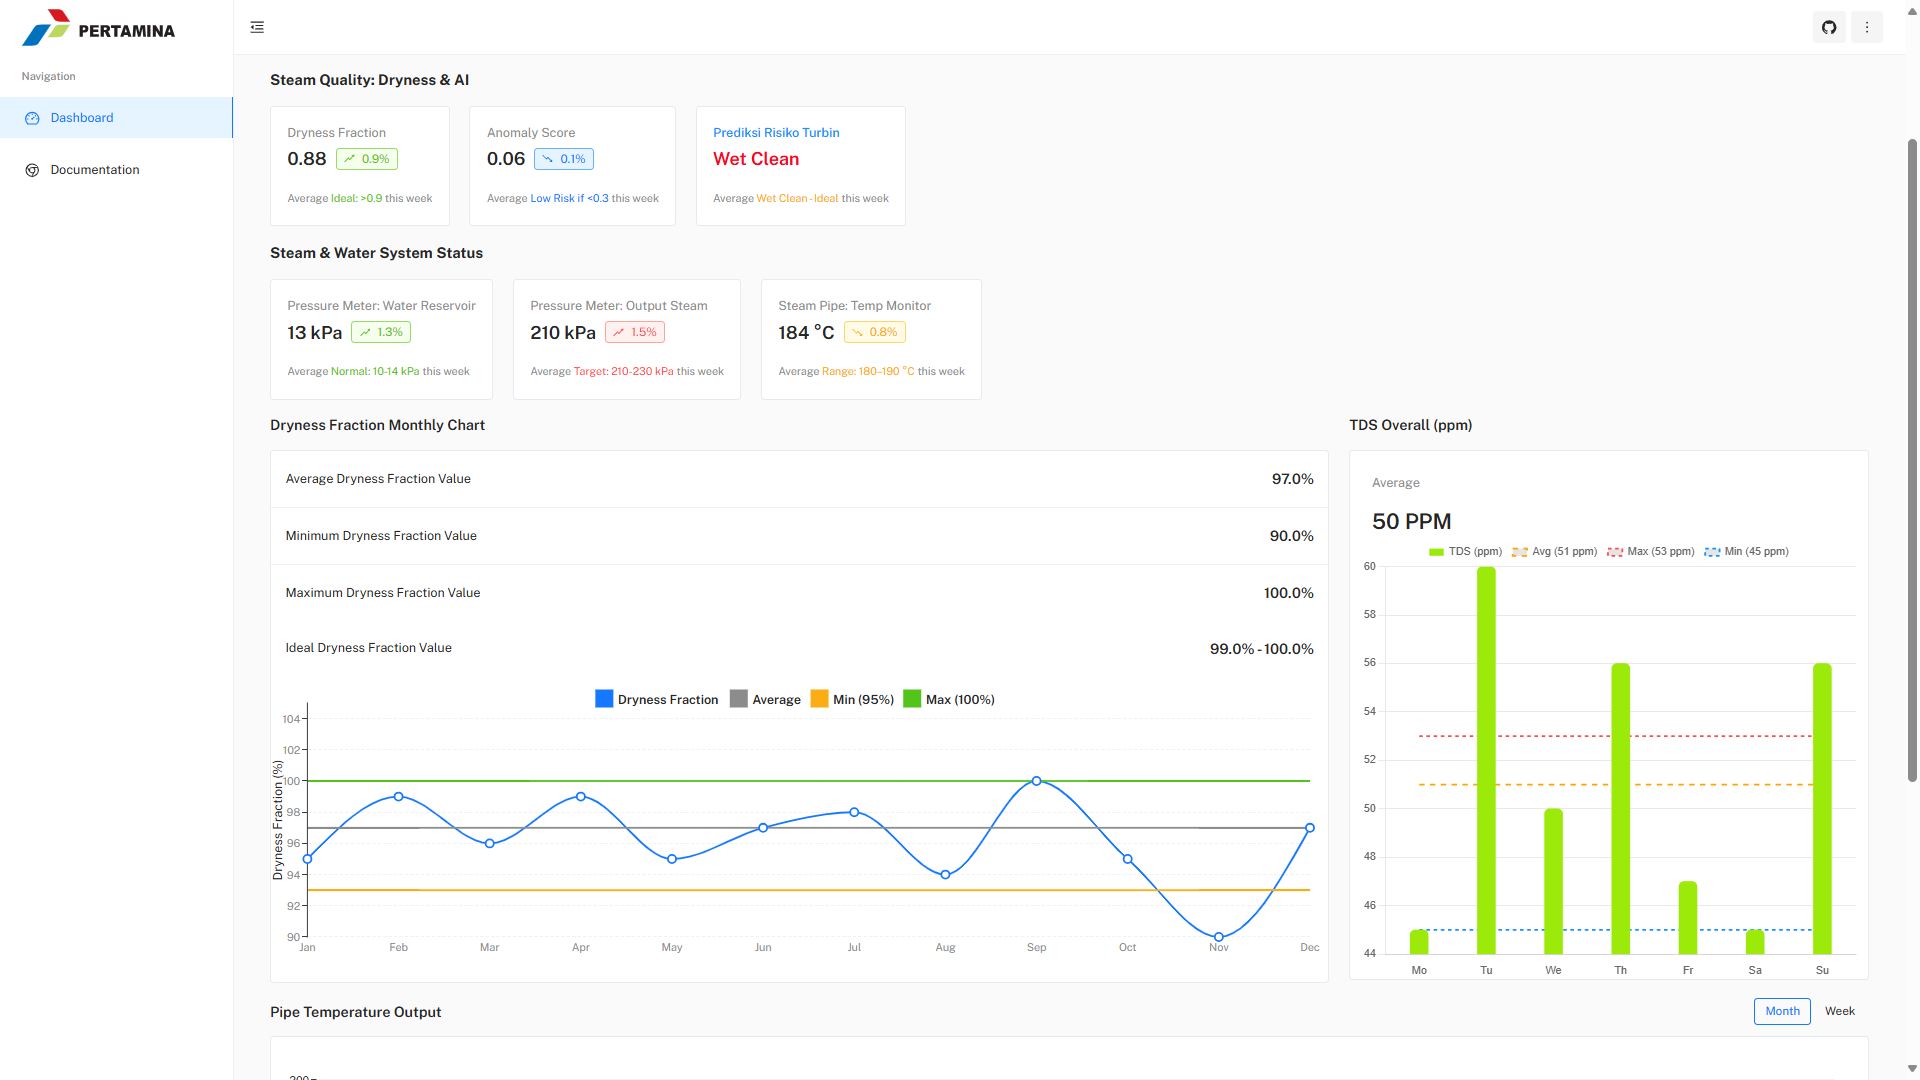 PERTAMINA
Navigation
Dashboard
Documentation
Steam Quality: Dryness & AI
Dryness Fraction
0.88 0.9%
Average Ideal: >0.9 this week
Anomaly Score
0.06 0.1%
Average Low Risk if <0.3 this week
Prediksi Risiko Turbin
Wet Clean
Average Wet Clean - Ideal this week
Steam & Water System Status
Pressure Meter: Water Reservoir
13 kPa 1.3%
Average Normal: 10-14 kPa this week
Pressure Meter: Output Steam
210 kPa 1.5%
Average Target: 210-230 kPa this week
Steam Pipe: Temp Monitor
184 °C 0.8%
Average Range: 180–190 °C this week
Dryness Fraction Monthly Chart
Average Dryness Fraction Value 97.0%
Minimum Dryness Fraction Value 90.0%
Maximum Dryness Fraction Value 100.0%
Ideal Dryness Fraction Value 99.0% - 100.0%
Dryness Fraction Average Min (95%) Max (100%)
Dryness Fraction (%)
104
102
100
98
96
94
92
90
Jan Feb Mar Apr May Jun Jul Aug Sep Oct Nov Dec
TDS Overall (ppm)
Average
50 PPM
TDS (ppm) Avg (51 ppm) Max (53 ppm) Min (45 ppm)
60
58
56
54
52
50
48
46
44
Mo Tu We Th Fr Sa Su
Pipe Temperature Output
Month Week
200